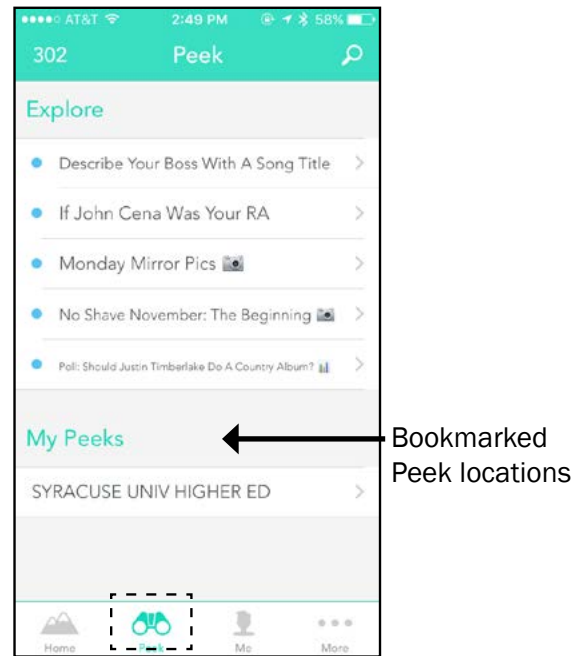 AT&T 2:49 PM 58%
302 Peek
Explore
Describe Your Boss With A Song Title
If John Cena Was Your RA
Monday Mirror Pics
No Shave November: The Beginning
Poll: Should Justin Timberlake Do A Country Album?
My Peeks
Bookmarked
Peek locations
SYRACUSE UNIV HIGHER ED
Home Peek Me More